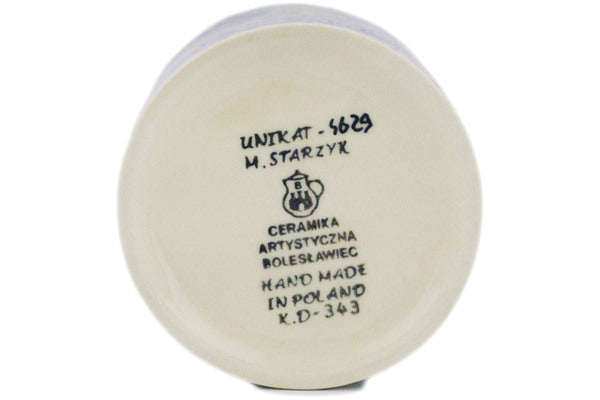 UNIKAT - 4629
M. STARZYK
B
CERAMIKA
ARTYSTYCZNA
BOLESŁAWIEC
HAND MADE
IN POLAND
K.D-343